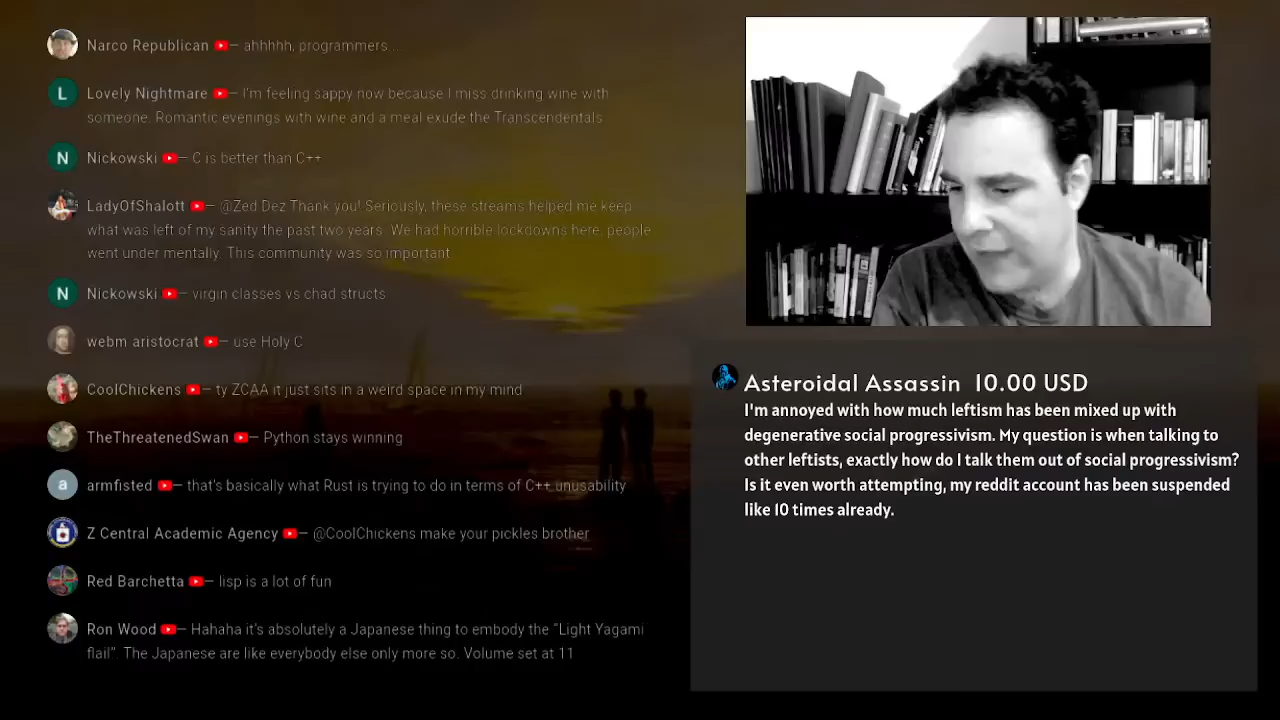 Narco Republican — ahhhhh, programmers...
Lovely Nightmare — I'm feeling sappy now because I miss drinking wine with
someone. Romantic evenings with wine and a meal exude the Transcendentals
Nickowski — C is better than C++
LadyOfShalott — @Zed Dez Thank you! Seriously, these streams helped me keep
what was left of my sanity the past two years. We had horrible lockdowns here, people
went under mentally. This community was so important
Nickowski — virgin classes vs chad structs
webm aristocrat — use Holy C
CoolChickens — ty ZCAA it just sits in a weird space in my mind
TheThreatenedSwan — Python stays winning
armfisted — that's basically what Rust is trying to do in terms of C++ unusability
Z Central Academic Agency — @CoolChickens make your pickles brother
Red Barchetta — lisp is a lot of fun
Ron Wood — Hahaha it's absolutely a Japanese thing to embody the "Light Yagami
flail". The Japanese are like everybody else only more so. Volume set at 11
Asteroidal Assassin 10.00 USD
I'm annoyed with how much leftism has been mixed up with
degenerative social progressivism. My question is when talking to
other leftists, exactly how do I talk them out of social progressivism?
Is it even worth attempting, my reddit account has been suspended
like 10 times already.